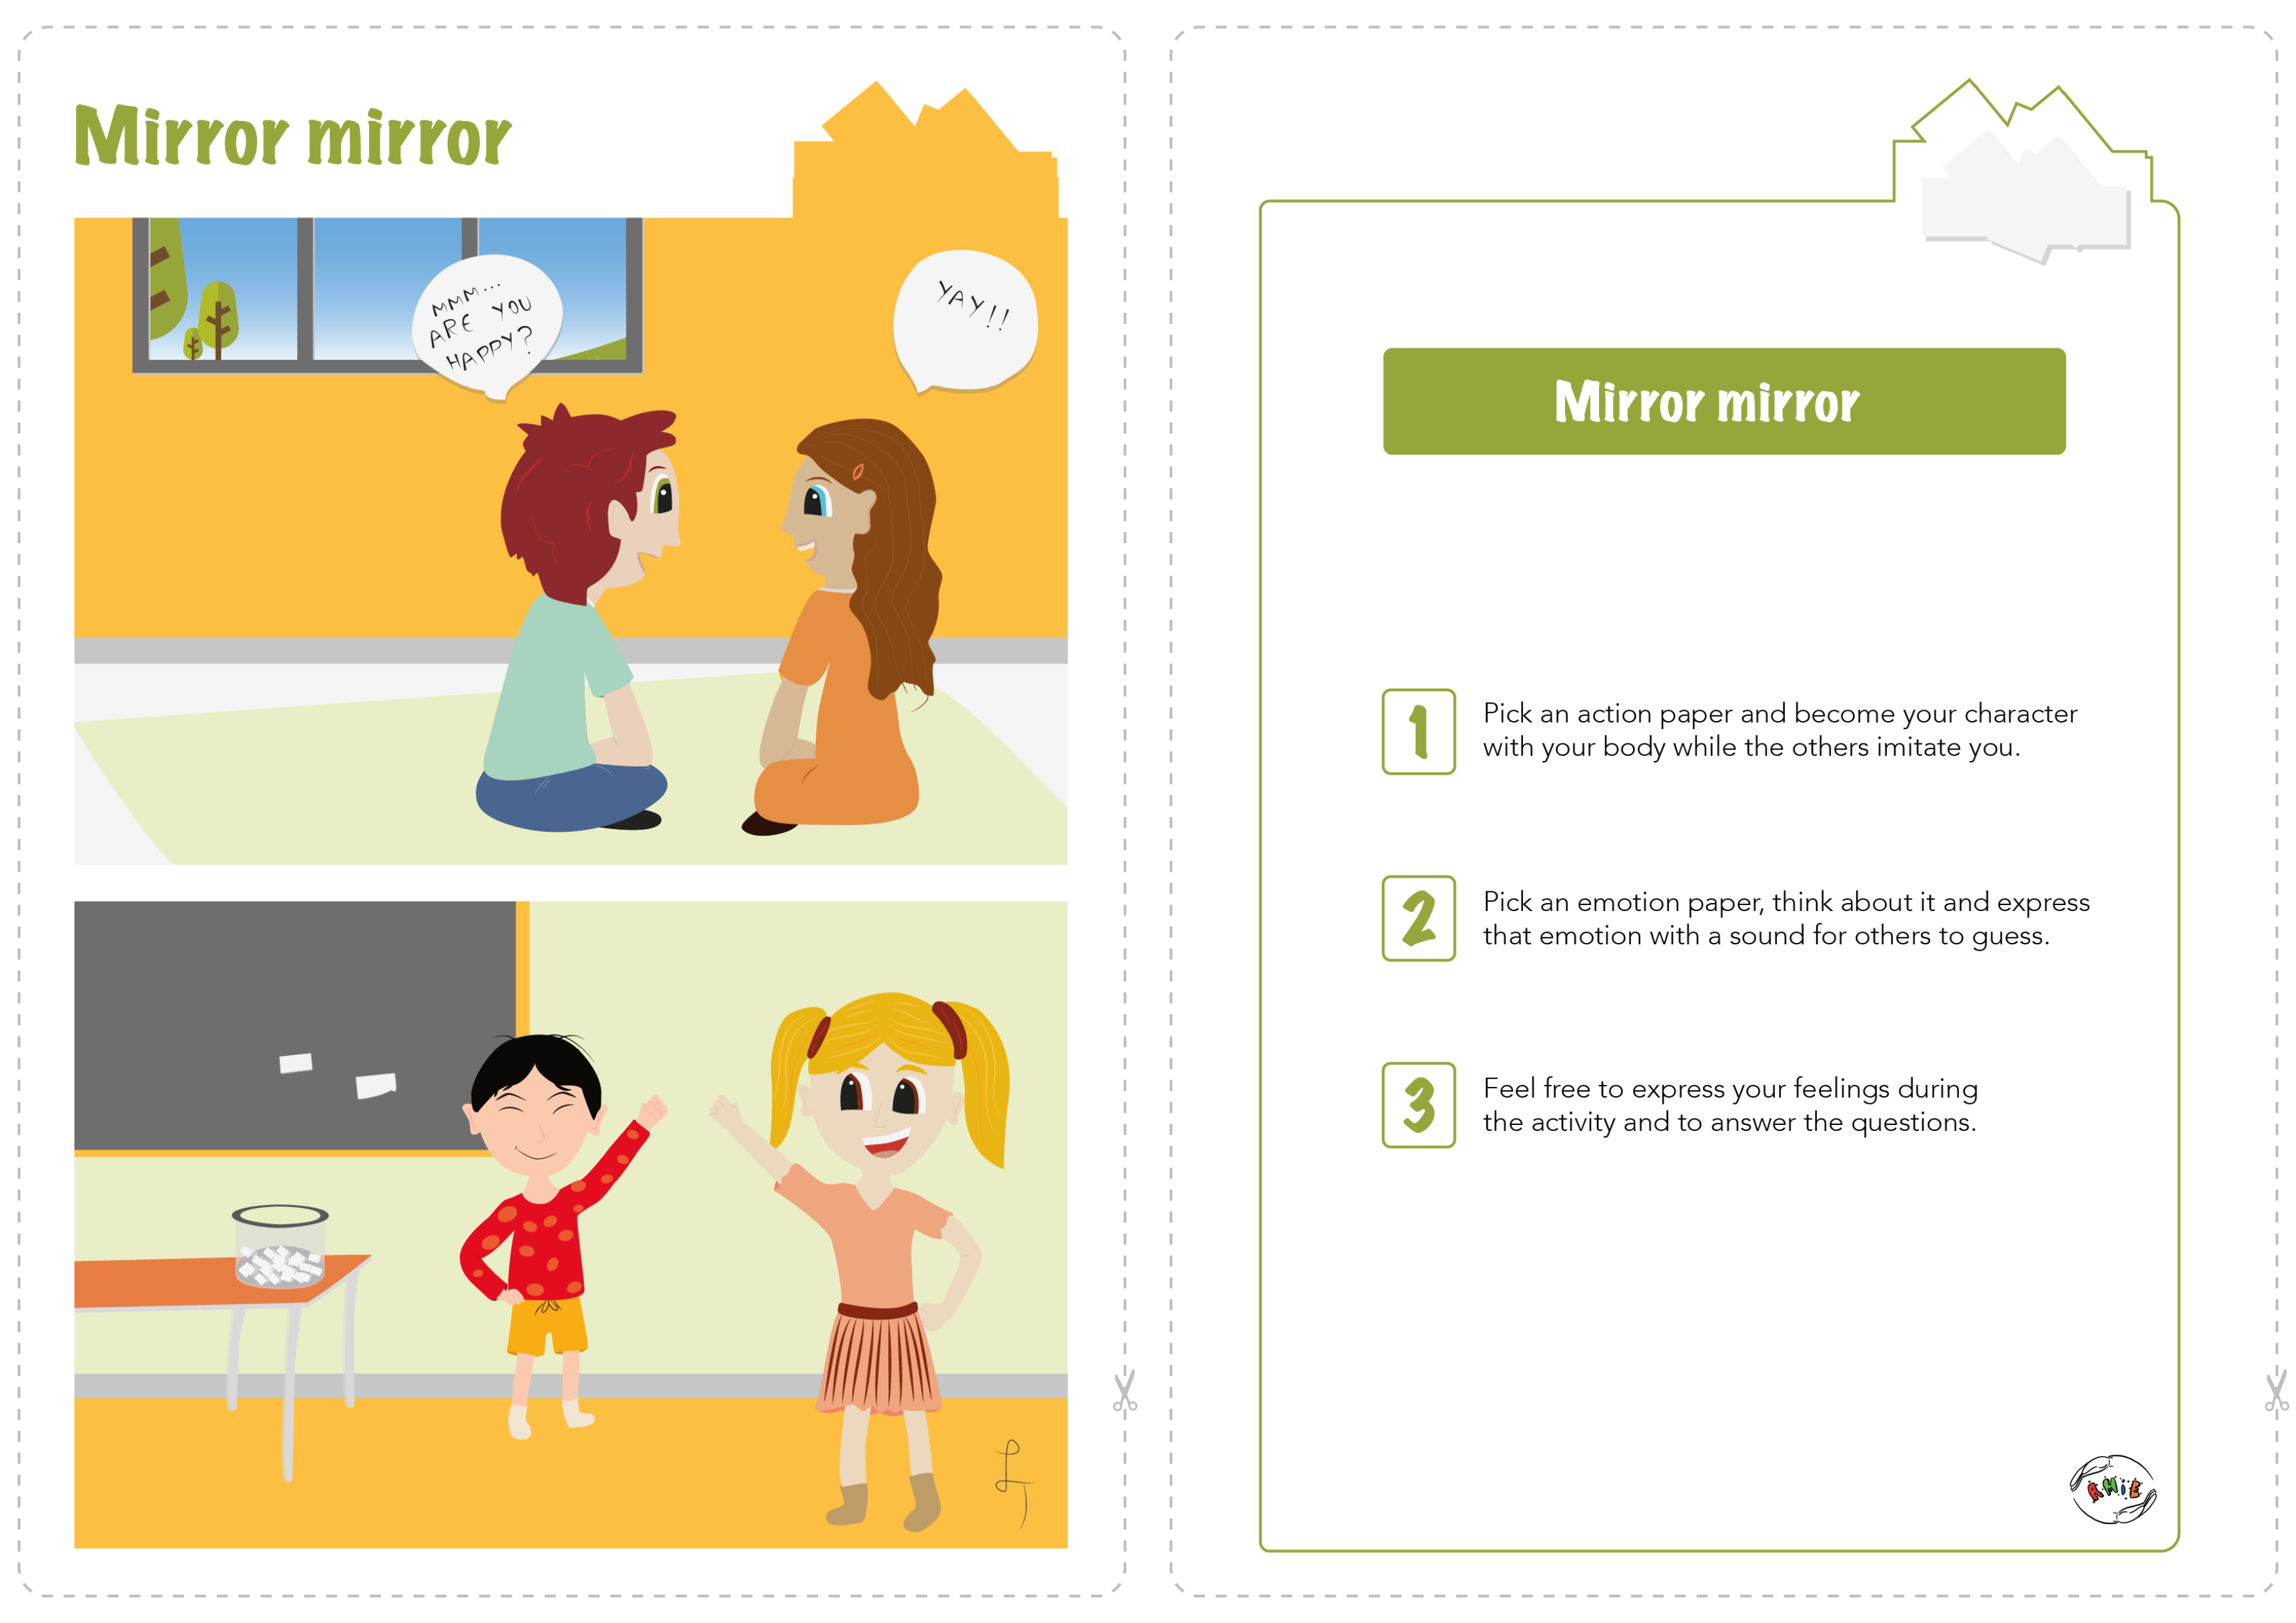 Mirror mirror
MMM...
ARE YOU
HAPPY?
YAY!!
Mirror mirror
1
Pick an action paper and become your character
with your body while the others imitate you.
2
Pick an emotion paper, think about it and express
that emotion with a sound for others to guess.
3
Feel free to express your feelings during
the activity and to answer the questions.
AMiE